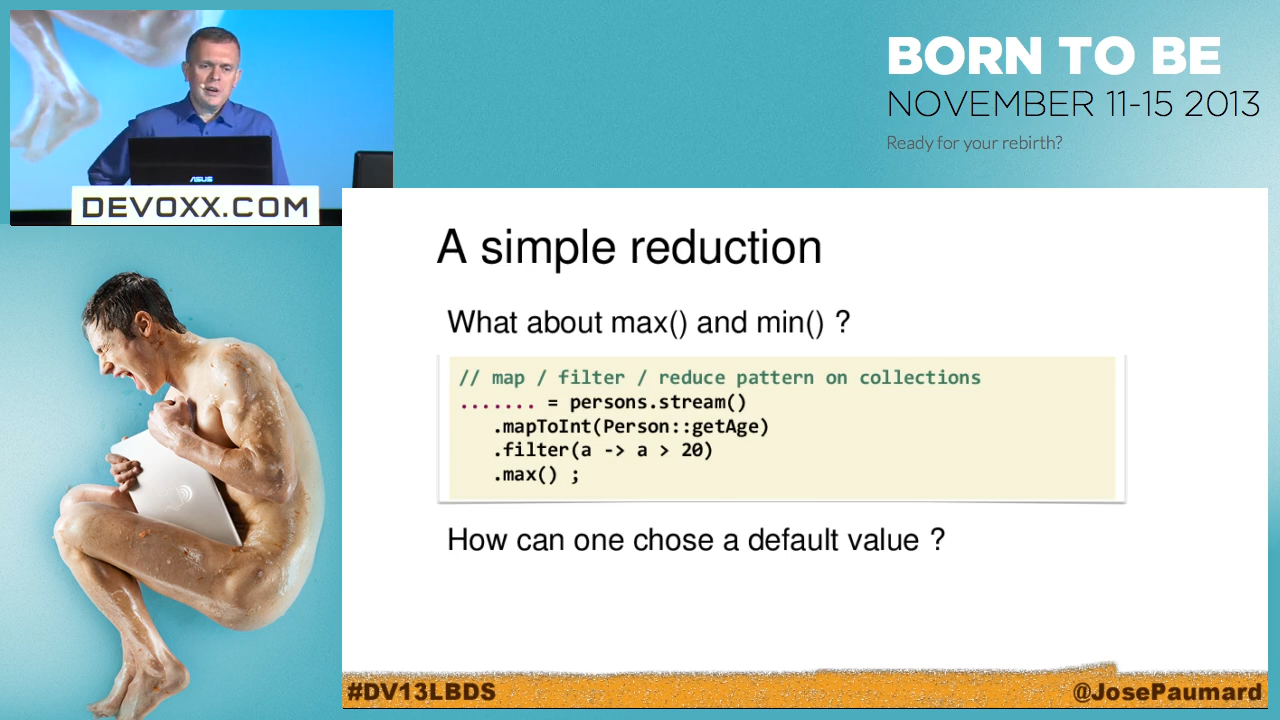 BORN TO BE
NOVEMBER 11-15 2013
Ready for your rebirth?
ASUS
DEVOXX.COM
A simple reduction
What about max() and min() ?
// map / filter / reduce pattern on collections
....... = persons.stream()
.mapToInt(Person::getAge)
.filter(a -> a > 20)
.max() ;
How can one chose a default value ?
#DV13LBDS
@JosePaumard